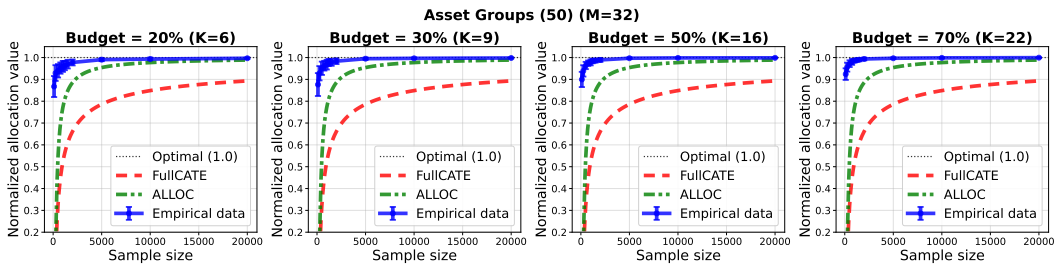 Asset Groups (50) (M=32)
Budget = 20% (K=6)
Normalized allocation value
1.0
0.9
0.8
0.7
0.6
0.5
0.4
0.3
0.2
Optimal (1.0)
FullCATE
ALLOC
Empirical data
0
5000
10000
15000
20000
Sample size
Budget = 30% (K=9)
Normalized allocation value
1.0
0.9
0.8
0.7
0.6
0.5
0.4
0.3
0.2
Optimal (1.0)
FullCATE
ALLOC
Empirical data
0
5000
10000
15000
20000
Sample size
Budget = 50% (K=16)
Normalized allocation value
1.0
0.9
0.8
0.7
0.6
0.5
0.4
0.3
0.2
Optimal (1.0)
FullCATE
ALLOC
Empirical data
0
5000
10000
15000
20000
Sample size
Budget = 70% (K=22)
Normalized allocation value
1.0
0.9
0.8
0.7
0.6
0.5
0.4
0.3
0.2
Optimal (1.0)
FullCATE
ALLOC
Empirical data
0
5000
10000
15000
20000
Sample size